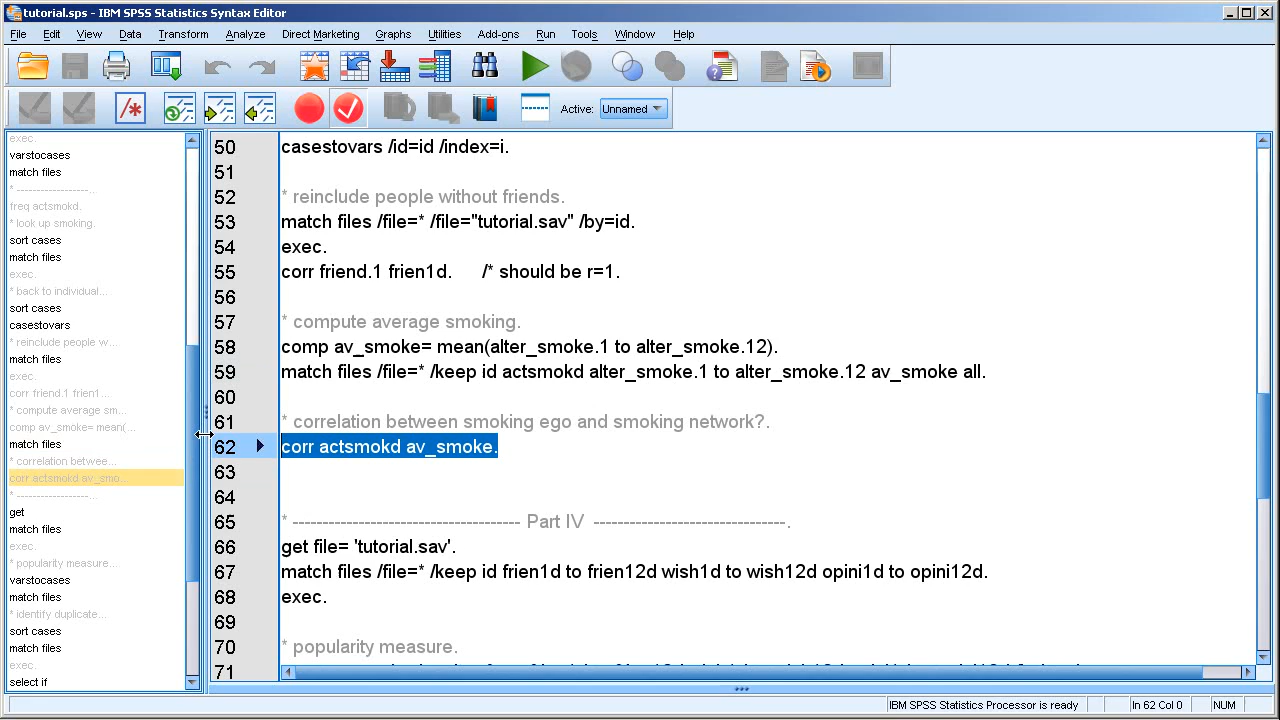 tutorial.sps - IBM SPSS Statistics Syntax Editor
File Edit View Data Transform Analyze Direct Marketing Graphs Utilities Add-ons Run Tools Window Help
Active: Unnamed
exec.
varstocases
match files
* -------------------...
freq actsmokd.
* look up smoking.
sort cases
match files
exec.
* back to individual...
sort cases
casestovars
* reinclude people w...
match files
exec.
corr friend.1 frien1...
* compute average sm...
comp av_smoke= mean(...
match files
* correlation betwee...
corr actsmokd av_smo...
* -------------------...
get
match files
exec.
* popularity measure....
varstocases
match files
* identify duplicate...
sort cases
match files
exec.
select if
50 casestovars /id=id /index=i.
51
52 * reinclude people without friends.
53 match files /file=* /file="tutorial.sav" /by=id.
54 exec.
55 corr friend.1 frien1d. /* should be r=1.
56
57 * compute average smoking.
58 comp av_smoke= mean(alter_smoke.1 to alter_smoke.12).
59 match files /file=* /keep id actsmokd alter_smoke.1 to alter_smoke.12 av_smoke all.
60
61 * correlation between smoking ego and smoking network?.
62 corr actsmokd av_smoke.
63
64
65 * -------------------------------------- Part IV --------------------------------.
66 get file= 'tutorial.sav'.
67 match files /file=* /keep id frien1d to frien12d wish1d to wish12d opini1d to opini12d.
68 exec.
69
70 * popularity measure.
71
IBM SPSS Statistics Processor is ready In 62 Col 0 NUM